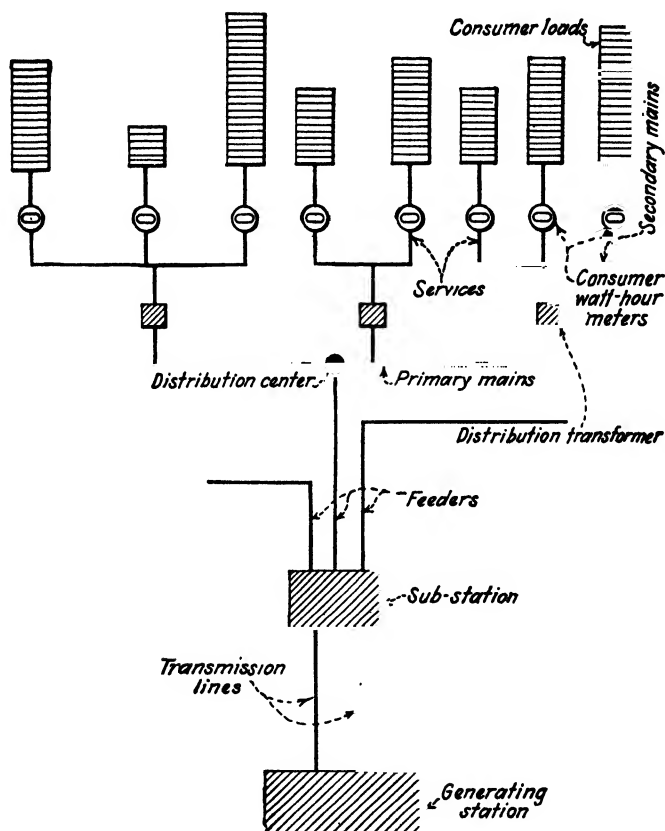 Consumer loads
Secondary mains
Services
Consumer
watt-hour
meters
Distribution center
Primary mains
Distribution transformer
Feeders
Sub-station
Transmission
lines
Generating
station